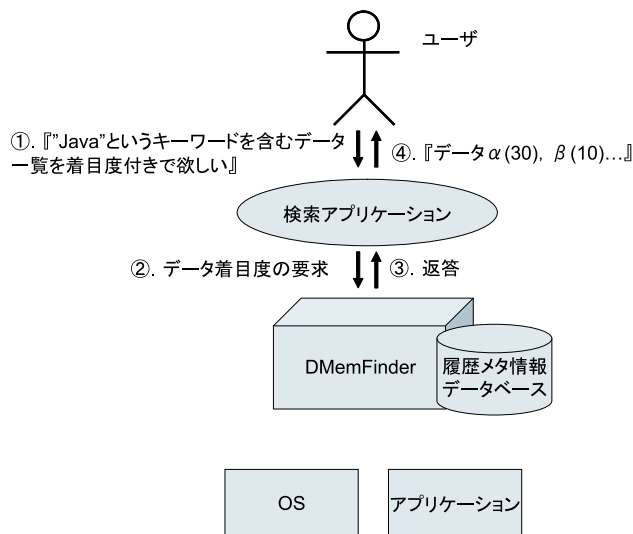 ユーザ
①.『”Java”というキーワードを含むデータ
一覧を着目度付きで欲しい』
④.『データα(30), β(10)…』
検索アプリケーション
②. データ着目度の要求
③. 返答
DMemFinder
履歴メタ情報
データベース
OS
アプリケーション